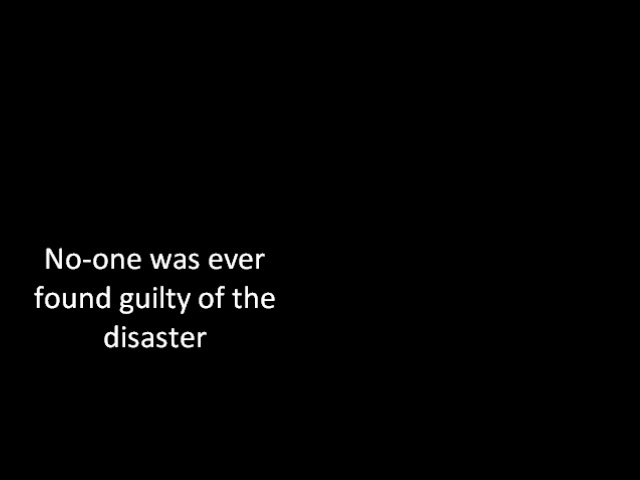 No-one was ever
found guilty of the
disaster